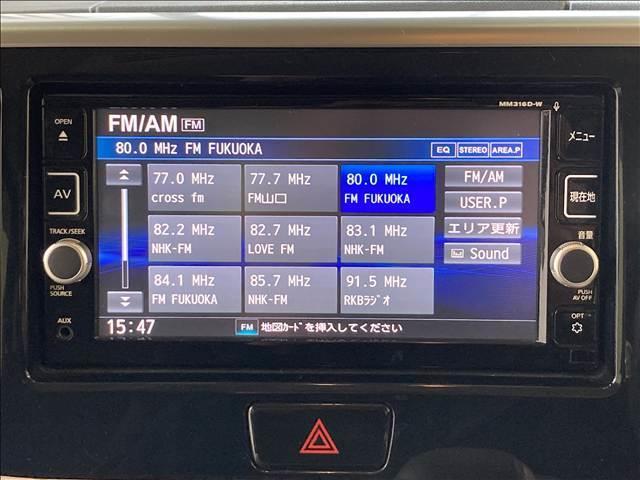 MM316D-W
OPEN
FM/AM FM
メニュー
80.0 MHz FM FUKUOKA EQ STEREO AREA.P
AV
77.0 MHz
cross fm
77.7 MHz
FM山口
80.0 MHz
FM FUKUOKA
FM/AM
USER.P
現在地
TRACK/SEEK
82.2 MHz
NHK-FM
82.7 MHz
LOVE FM
83.1 MHz
NHK-FM
エリア更新
Sound
音量
PUSH
SOURCE
84.1 MHz
FM FUKUOKA
85.7 MHz
NHK-FM
91.5 MHz
RKBﾗｼﾞｵ
PUSH
AV OFF
AUX
15:47
FM 地図ｶｰﾄﾞを挿入してください
OPT